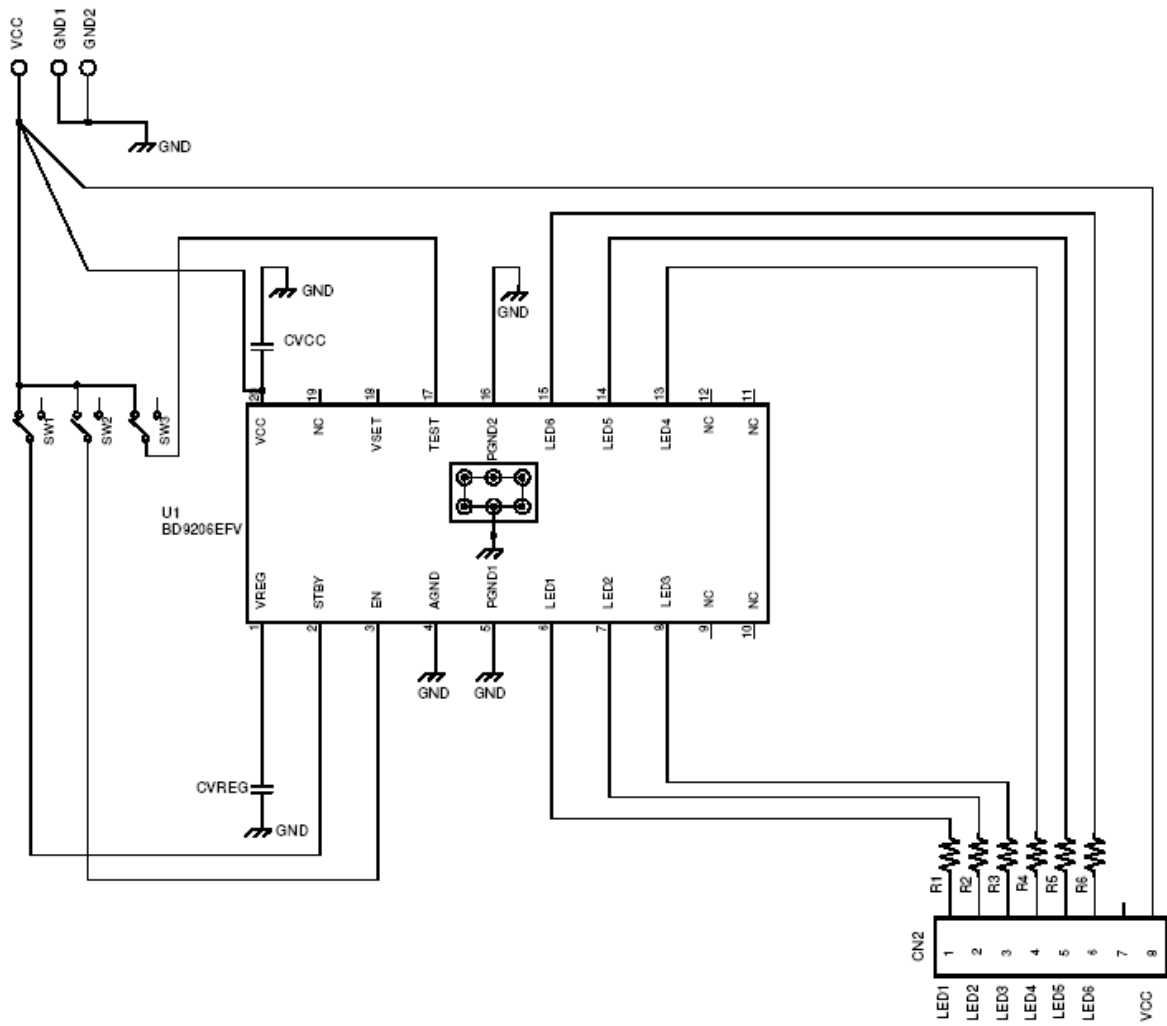 VCC
GND1
GND2
GND
GND
CVCC
GND
SW1
SW2
SW3
20
19
18
17
16
15
14
13
12
11
VCC
NC
VSET
TEST
PGND2
LED6
LED5
LED4
NC
NC
U1
BD9206EFV
VREG
STBY
EN
AGND
PGND1
LED1
LED2
LED3
NC
NC
1
2
3
4
5
6
7
8
9
10
GND
GND
CVREG
GND
R1
R2
R3
R4
R5
R6
CN2
1
2
3
4
5
6
7
8
LED1
LED2
LED3
LED4
LED5
LED6
VCC